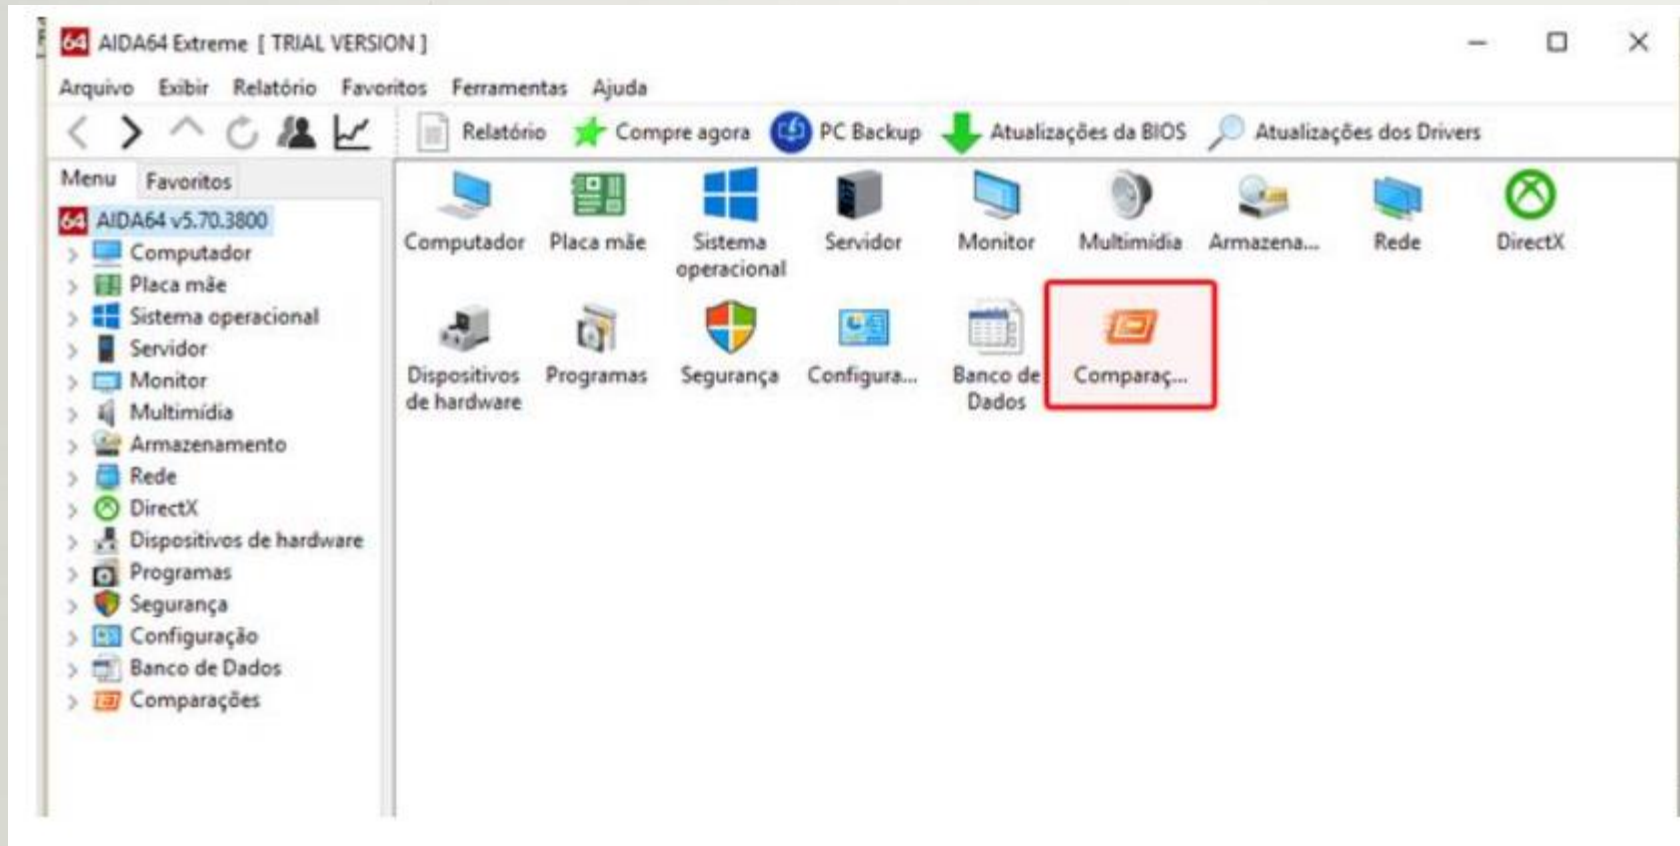 64 AIDA64 Extreme [ TRIAL VERSION ]
Arquivo Exibir Relatório Favoritos Ferramentas Ajuda
Relatório Compre agora PC Backup Atualizações da BIOS Atualizações dos Drivers
Menu Favoritos
64 AIDA64 v5.70.3800
Computador
Placa mãe
Sistema operacional
Servidor
Monitor
Multimídia
Armazenamento
Rede
DirectX
Dispositivos de hardware
Programas
Segurança
Configuração
Banco de Dados
Comparações
Computador Placa mãe Sistema operacional Servidor Monitor Multimídia Armazena... Rede DirectX
Dispositivos de hardware Programas Segurança Configura... Banco de Dados Comparaç...